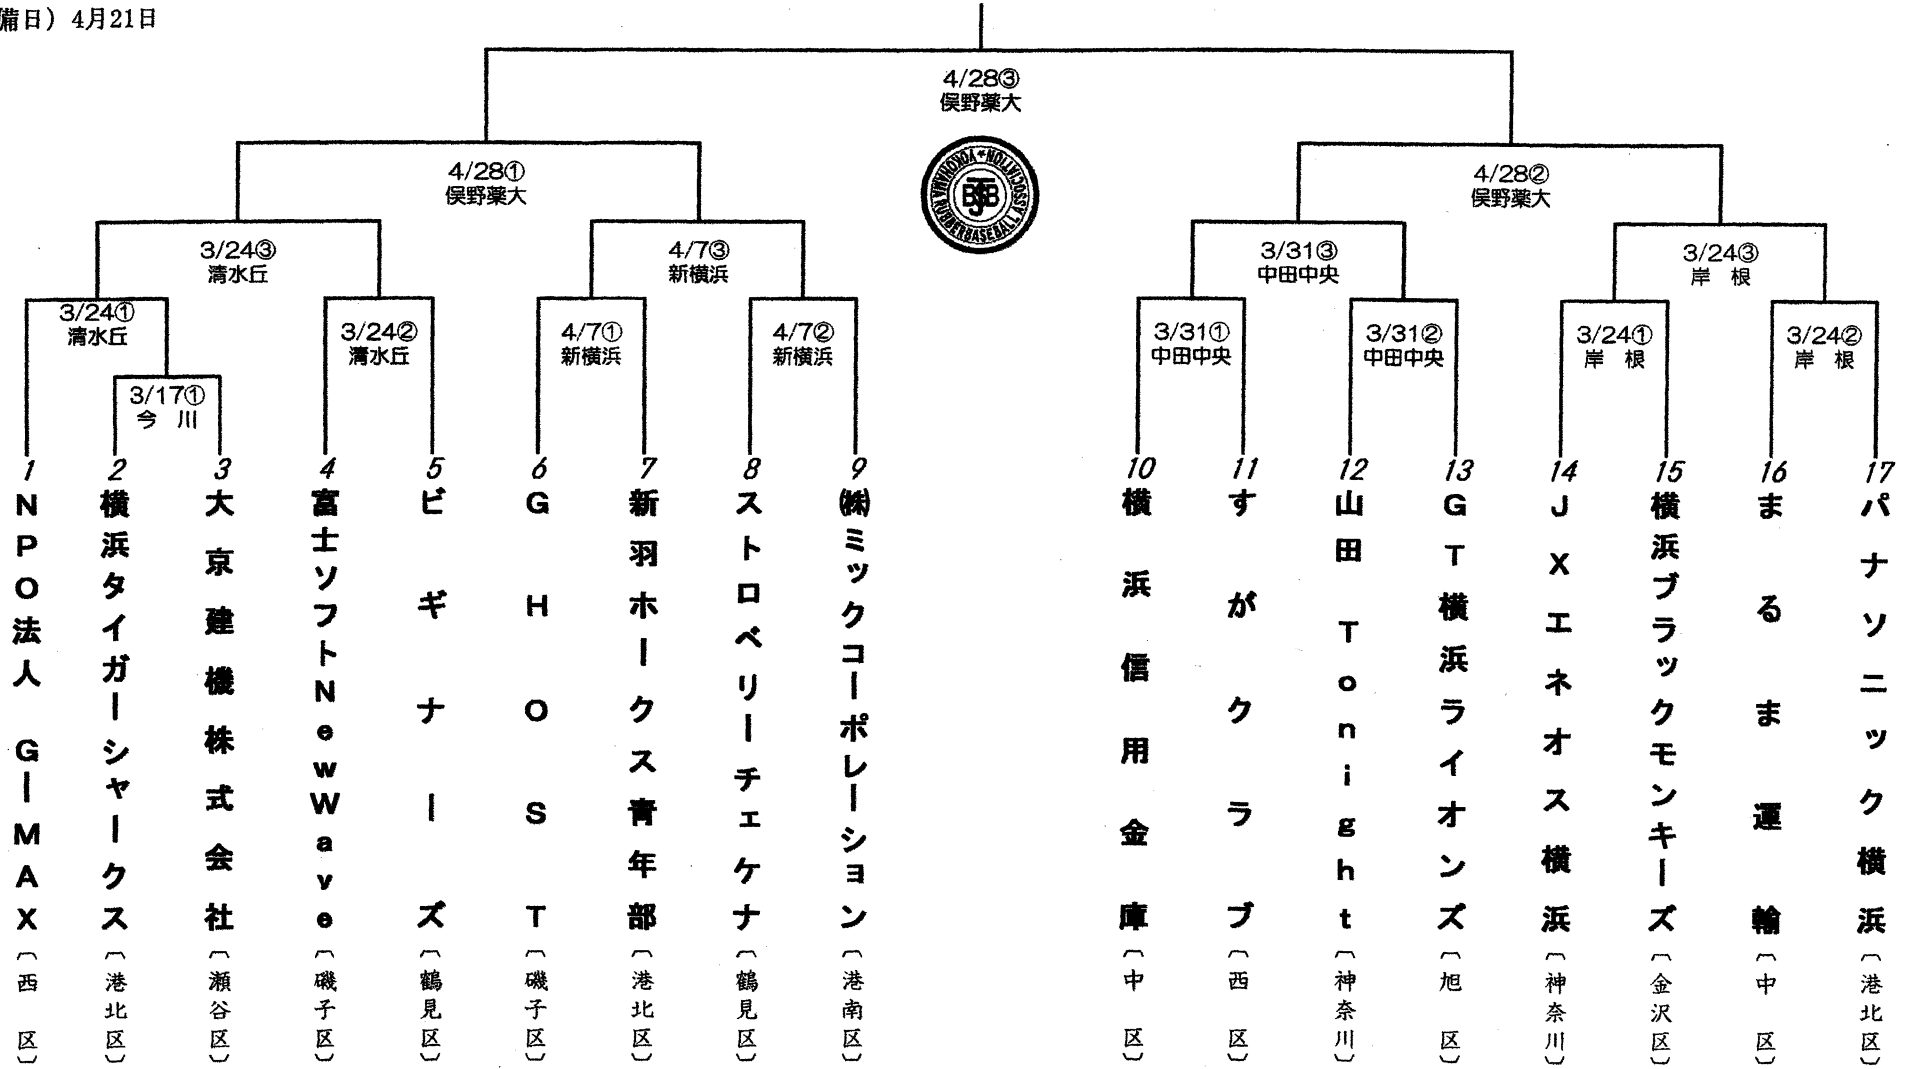 備日）4月21日
4/28③
俣野薬大
4/28①
俣野薬大
4/28②
俣野薬大
YOKOHAMA RUBBERBASEBALL ASSOCIATION
3/24③
清水丘
4/7③
新横浜
3/31③
中田中央
3/24③
岸　根
3/24①
清水丘
3/24②
清水丘
4/7①
新横浜
4/7②
新横浜
3/31①
中田中央
3/31②
中田中央
3/24①
岸　根
3/24②
岸　根
3/17①
今　川
1
NPO法人　GーMAX（西　区）
2
横浜タイガーシャークス（港北区）
3
大京建機株式会社（瀬谷区）
4
富士ソフトNewWave（磯子区）
5
ビギナーズ（鶴見区）
6
GHOST（磯子区）
7
新羽ホークス青年部（港北区）
8
ストロベリーチェケナ（鶴見区）
9
㈱ミックコーポレーション（港南区）
10
横浜信用金庫（中　区）
11
すがクラブ（西　区）
12
山田　Tonight（神奈川）
13
GT横浜ライオンズ（旭　区）
14
JXエネオス横浜（神奈川）
15
横浜ブラックモンキーズ（金沢区）
16
まるま運輸（中　区）
17
パナソニック横浜（港北区）